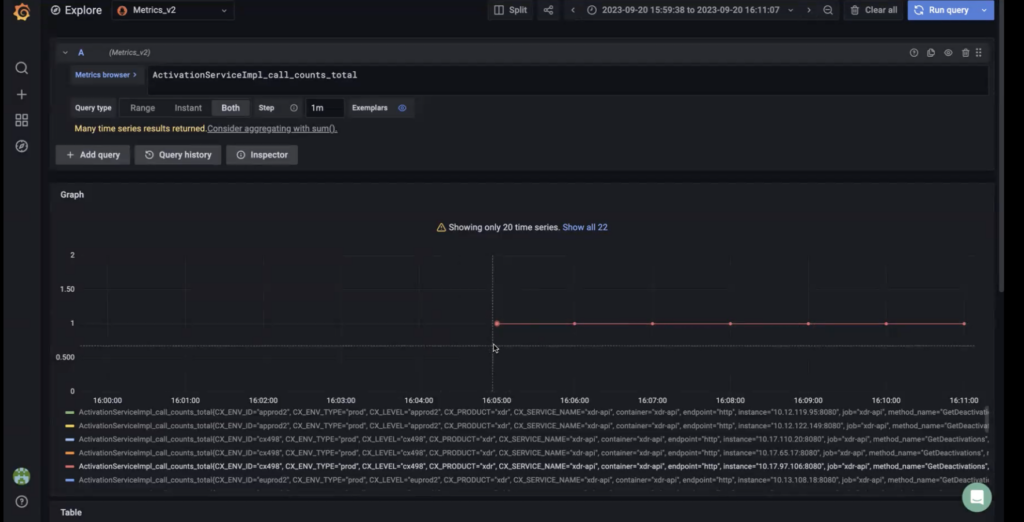 Explore
Metrics_v2
Split
2023-09-20 15:59:38 to 2023-09-20 16:11:07
Clear all
Run query
A
(Metrics_v2)
Metrics browser >
ActivationServiceImpl_call_counts_total
Query type
Range
Instant
Both
Step
1m
Exemplars
Many time series results returned. Consider aggregating with sum().
+ Add query
Query history
Inspector
Graph
Showing only 20 time series. Show all 22
2
1.50
1
0.500
0
16:00:00 16:01:00 16:02:00 16:03:00 16:04:00 16:05:00 16:06:00 16:07:00 16:08:00 16:09:00 16:10:00 16:11:00
ActivationServiceImpl_call_counts_total{CX_ENV_ID="approd2", CX_ENV_TYPE="prod", CX_LEVEL="approd2", CX_PRODUCT="xdr", CX_SERVICE_NAME="xdr-api", container="xdr-api", endpoint="http", instance="10.12.119.95:8080", job="xdr-api", method_name="GetDeactivations
ActivationServiceImpl_call_counts_total{CX_ENV_ID="approd2", CX_ENV_TYPE="prod", CX_LEVEL="approd2", CX_PRODUCT="xdr", CX_SERVICE_NAME="xdr-api", container="xdr-api", endpoint="http", instance="10.12.122.149:8080", job="xdr-api", method_name="GetDeactivat
ActivationServiceImpl_call_counts_total{CX_ENV_ID="cx498", CX_ENV_TYPE="prod", CX_LEVEL="cx498", CX_PRODUCT="xdr", CX_SERVICE_NAME="xdr-api", container="xdr-api", endpoint="http", instance="10.17.110.20:8080", job="xdr-api", method_name="GetDeactivations",
ActivationServiceImpl_call_counts_total{CX_ENV_ID="cx498", CX_ENV_TYPE="prod", CX_LEVEL="cx498", CX_PRODUCT="xdr", CX_SERVICE_NAME="xdr-api", container="xdr-api", endpoint="http", instance="10.17.65.17:8080", job="xdr-api", method_name="GetDeactivations",
ActivationServiceImpl_call_counts_total{CX_ENV_ID="cx498", CX_ENV_TYPE="prod", CX_LEVEL="cx498", CX_PRODUCT="xdr", CX_SERVICE_NAME="xdr-api", container="xdr-api", endpoint="http", instance="10.17.97.106:8080", job="xdr-api", method_name="GetDeactivations",
ActivationServiceImpl_call_counts_total{CX_ENV_ID="euprod2", CX_ENV_TYPE="prod", CX_LEVEL="euprod2", CX_PRODUCT="xdr", CX_SERVICE_NAME="xdr-api", container="xdr-api", endpoint="http", instance="10.13.108.18:8080", job="xdr-api", method_name="GetDeactivati
Table